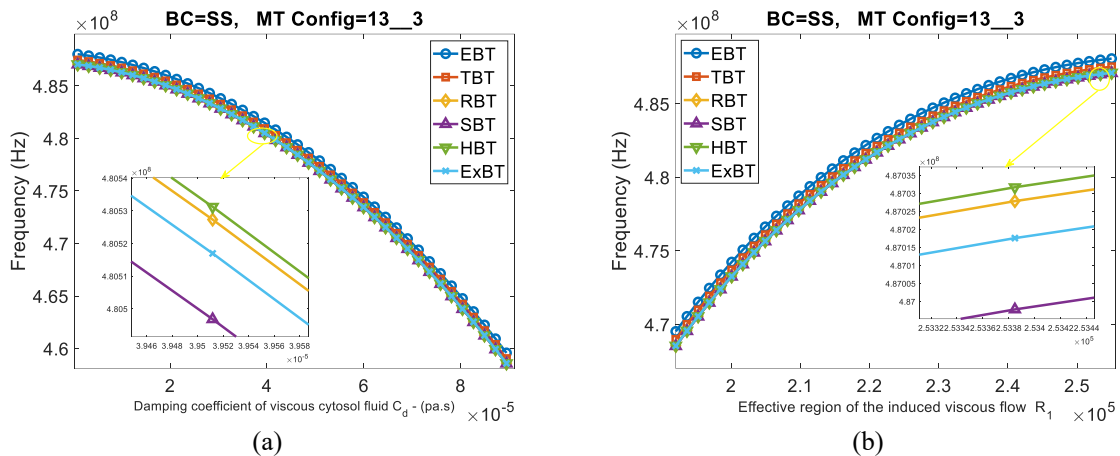 BC=SS, MT Config=13__3
×10⁸
Frequency (Hz)
4.85
4.8
4.75
4.7
4.65
4.6
EBT
TBT
RBT
SBT
HBT
ExBT
×10⁸
4.8054
4.8053
4.8052
4.8051
4.805
3.946 3.948 3.95 3.952 3.954 3.956 3.958
×10⁻⁵
2 4 6 8
×10⁻⁵
Damping coefficient of viscous cytosol fluid C_d - (pa.s)
(a)
BC=SS, MT Config=13__3
×10⁸
Frequency (Hz)
4.85
4.8
4.75
4.7
EBT
TBT
RBT
SBT
HBT
ExBT
×10⁸
4.87035
4.8703
4.87025
4.8702
4.87015
4.8701
4.87005
4.87
2.53322 2.53342 2.53362 2.5338 2.534 2.5342 2.5344
×10⁵
2 2.1 2.2 2.3 2.4 2.5
×10⁵
Effective region of the induced viscous flow R₁
(b)